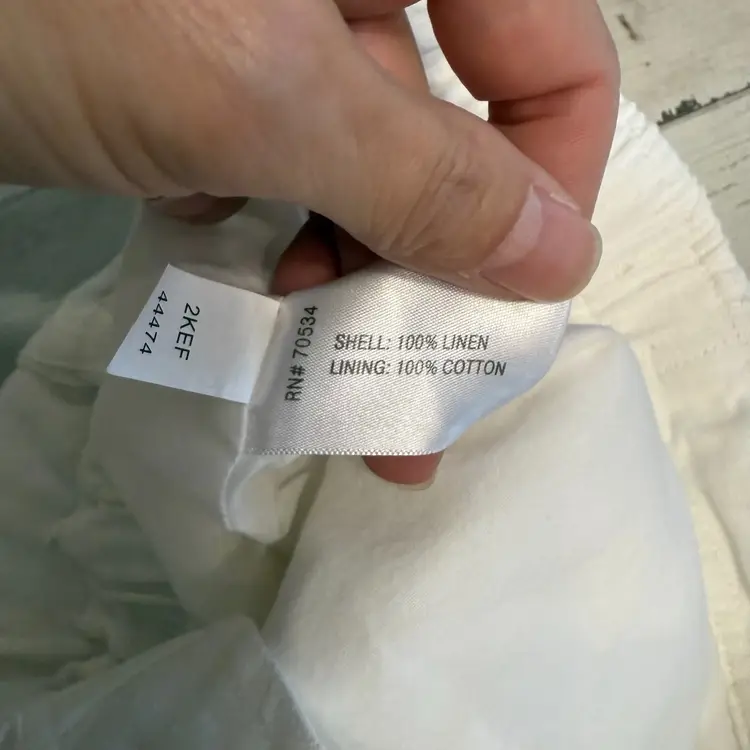 2KEF
44474
RN# 70534
SHELL: 100% LINEN
LINING: 100% COTTON